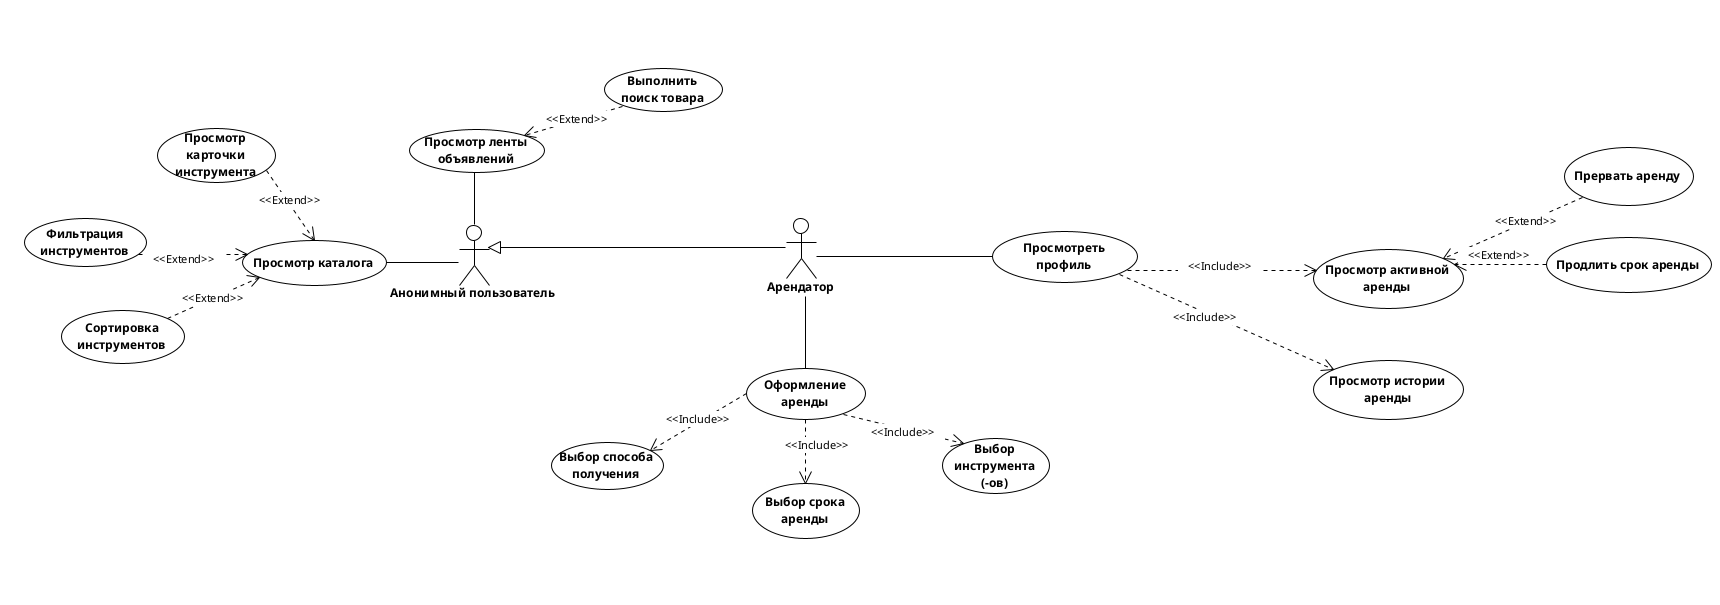 Выполнить
поиск товара
<<Extend>>
Просмотр ленты
объявлений
Просмотр
карточки
инструмента
<<Extend>>
Фильтрация
инструментов
<<Extend>>
Просмотр каталога
<<Extend>>
Сортировка
инструментов
Анонимный пользователь
Арендатор
Просмотреть
профиль
<<Include>>
<<Include>>
Просмотр активной
аренды
<<Extend>>
Прервать аренду
<<Extend>>
Продлить срок аренды
Просмотр истории
аренды
Оформление
аренды
<<Include>>
<<Include>>
<<Include>>
Выбор способа
получения
Выбор срока
аренды
Выбор
инструмента
(-ов)